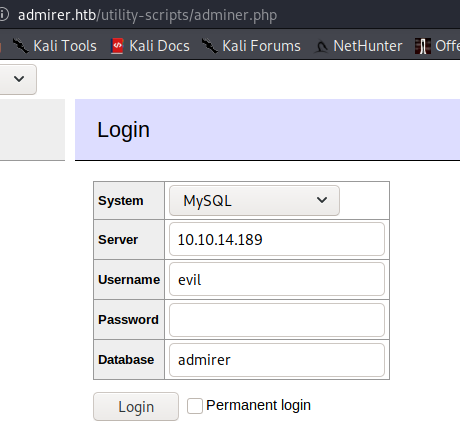 admirer.htb/utility-scripts/adminer.php
Kali Tools Kali Docs Kali Forums NetHunter Offe
Login
System MySQL
Server 10.10.14.189
Username evil
Password
Database admirer
Login Permanent login